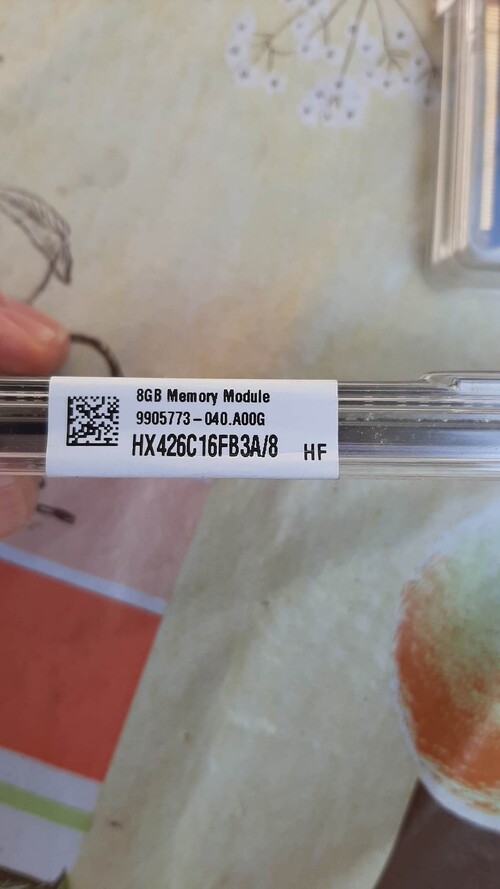 8GB Memory Module
9905773-040.A00G
HX426C16FB3A/8 HF